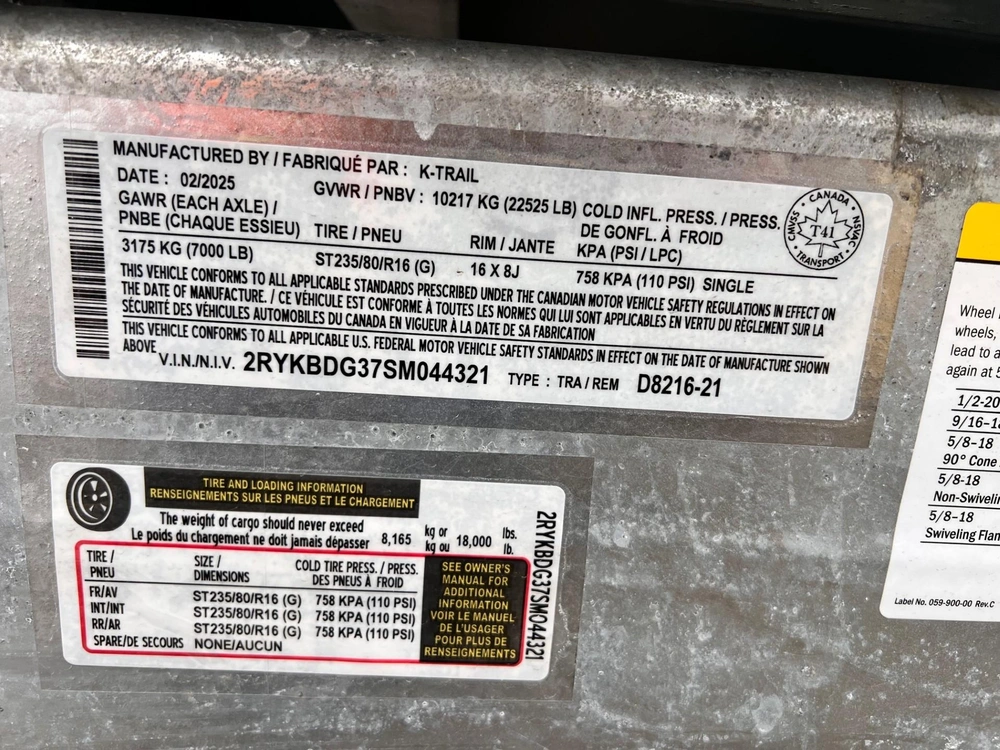 MANUFACTURED BY / FABRIQUÉ PAR : K-TRAIL
DATE : 02/2025
GVWR / PNBV : 10217 KG (22525 LB)
GAWR (EACH AXLE) /
PNBE (CHAQUE ESSIEU)
TIRE / PNEU
RIM / JANTE
COLD INFL. PRESS. / PRESS.
DE GONFL. À FROID
KPA (PSI / LPC)
3175 KG (7000 LB)
ST235/80/R16 (G)
- 16 X 8J
758 KPA (110 PSI) SINGLE
CANADA
CMVSS
NSVAC
T41
TRANSPORT
THIS VEHICLE CONFORMS TO ALL APPLICABLE STANDARDS PRESCRIBED UNDER THE CANADIAN MOTOR VEHICLE SAFETY REGULATIONS IN EFFECT ON
THE DATE OF MANUFACTURE. / CE VÉHICULE EST CONFORME À TOUTES LES NORMES QUI LUI SONT APPLICABLES EN VERTU DU RÈGLEMENT SUR LA
SÉCURITÉ DES VÉHICULES AUTOMOBILES DU CANADA EN VIGUEUR À LA DATE DE SA FABRICATION
THIS VEHICLE CONFORMS TO ALL APPLICABLE U.S. FEDERAL MOTOR VEHICLE SAFETY STANDARDS IN EFFECT ON THE DATE OF MANUFACTURE SHOWN
ABOVE
V.I.N./N.I.V. 2RYKBDG37SM044321 TYPE : TRA / REM D8216-21
TIRE AND LOADING INFORMATION
RENSEIGNEMENTS SUR LES PNEUS ET LE CHARGEMENT
The weight of cargo should never exceed
Le poids du chargement ne doit jamais dépasser
8,165
kg or
kg ou
18,000
lbs.
lb.
TIRE /
PNEU
SIZE /
DIMENSIONS
COLD TIRE PRESS. / PRESS.
DES PNEUS À FROID
FR/AV ST235/80/R16 (G) 758 KPA (110 PSI)
INT/INT ST235/80/R16 (G) 758 KPA (110 PSI)
RR/AR ST235/80/R16 (G) 758 KPA (110 PSI)
SPARE/DE SECOURS NONE/AUCUN
SEE OWNER'S
MANUAL FOR
ADDITIONAL
INFORMATION
VOIR LE MANUEL
DE L'USAGER
POUR PLUS DE
RENSEIGNEMENTS
2RYKBDG37SM044321
Wheel
wheels,
lead to a
again at 5
1/2-20
9/16-18
5/8-18
90° Cone
5/8-18
Non-Swiveling
5/8-18
Swiveling Flan
Label No. 059-900-00 Rev.C